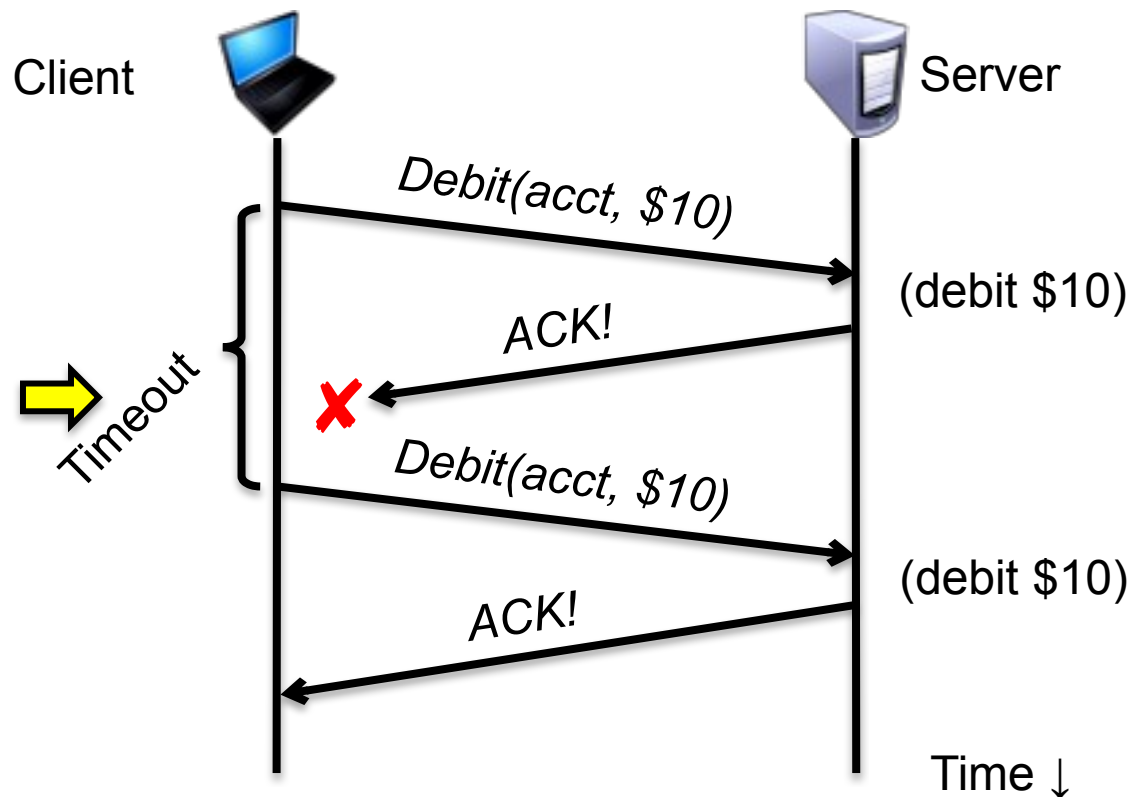 Client
Server
Debit(acct, $10)
(debit $10)
ACK!
Timeout
Debit(acct, $10)
(debit $10)
ACK!
Time ↓